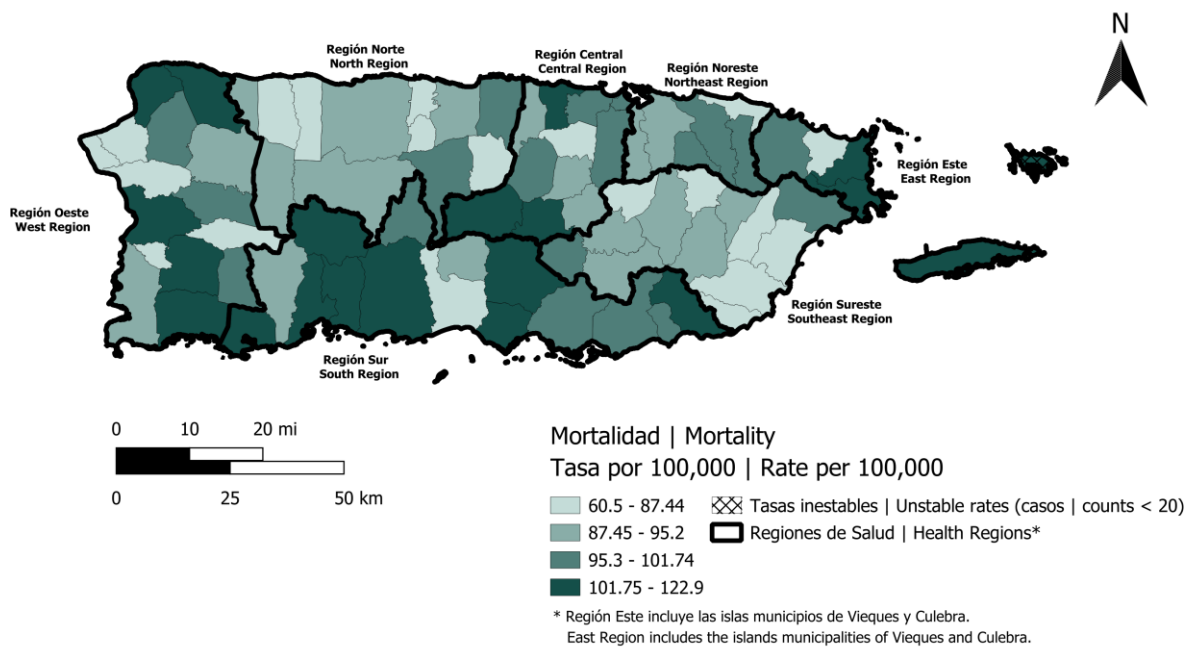 N
Región Norte
North Region
Región Central
Central Region
Región Noreste
Northeast Region
Región Este
East Region
Región Oeste
West Region
Región Sureste
Southeast Region
Región Sur
South Region
0 10 20 mi
0 25 50 km
Mortalidad | Mortality
Tasa por 100,000 | Rate per 100,000
60.5 - 87.44
87.45 - 95.2
95.3 - 101.74
101.75 - 122.9
Tasas inestables | Unstable rates (casos | counts < 20)
Regiones de Salud | Health Regions*
* Región Este incluye las islas municipios de Vieques y Culebra.
East Region includes the islands municipalities of Vieques and Culebra.